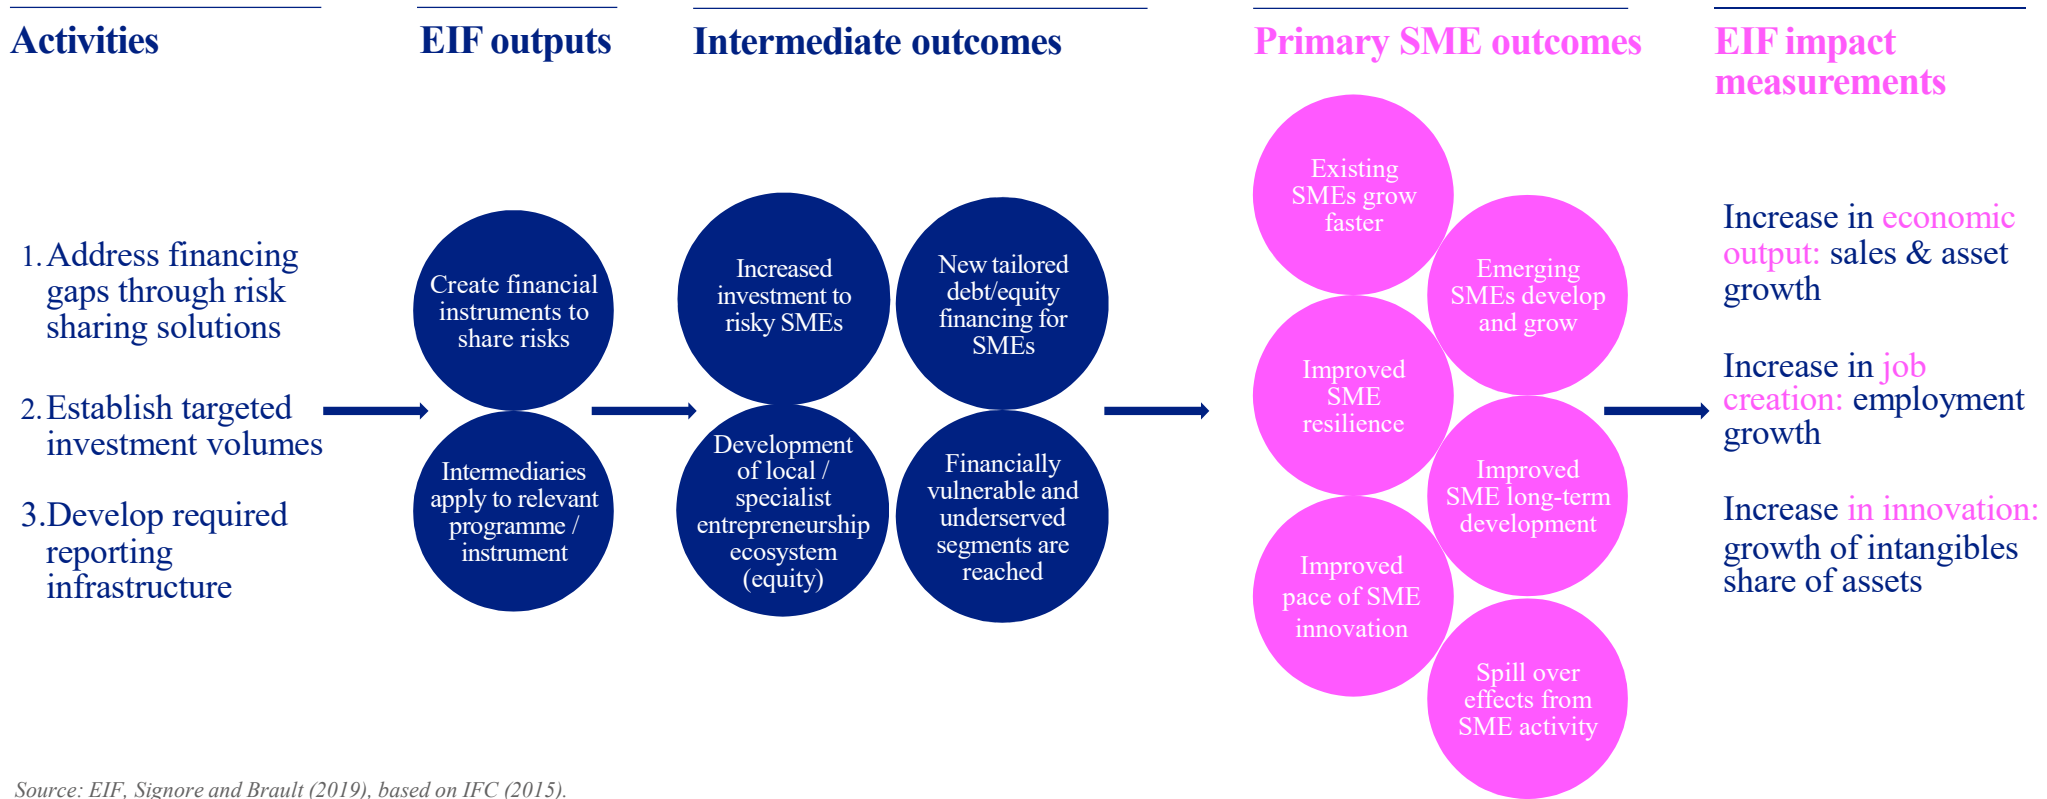 Activities
EIF outputs
Intermediate outcomes
Primary SME outcomes
EIF impact
measurements
1. Address financing
gaps through risk
sharing solutions
2. Establish targeted
investment volumes
3. Develop required
reporting
infrastructure
Create financial
instruments to
share risks
Intermediaries
apply to relevant
programme /
instrument
Increased
investment to
risky SMEs
New tailored
debt/equity
financing for
SMEs
Development
of local /
specialist
entrepreneurship
ecosystem
(equity)
Financially
vulnerable and
underserved
segments are
reached
Existing
SMEs grow
faster
Emerging
SMEs develop
and grow
Improved
SME
resilience
Improved
SME long-term
development
Improved
pace of SME
innovation
Spill over
effects from
SME activity
Increase in economic
output: sales & asset
growth
Increase in job
creation: employment
growth
Increase in innovation:
growth of intangibles
share of assets
Source: EIF, Signore and Brault (2019), based on IFC (2015).